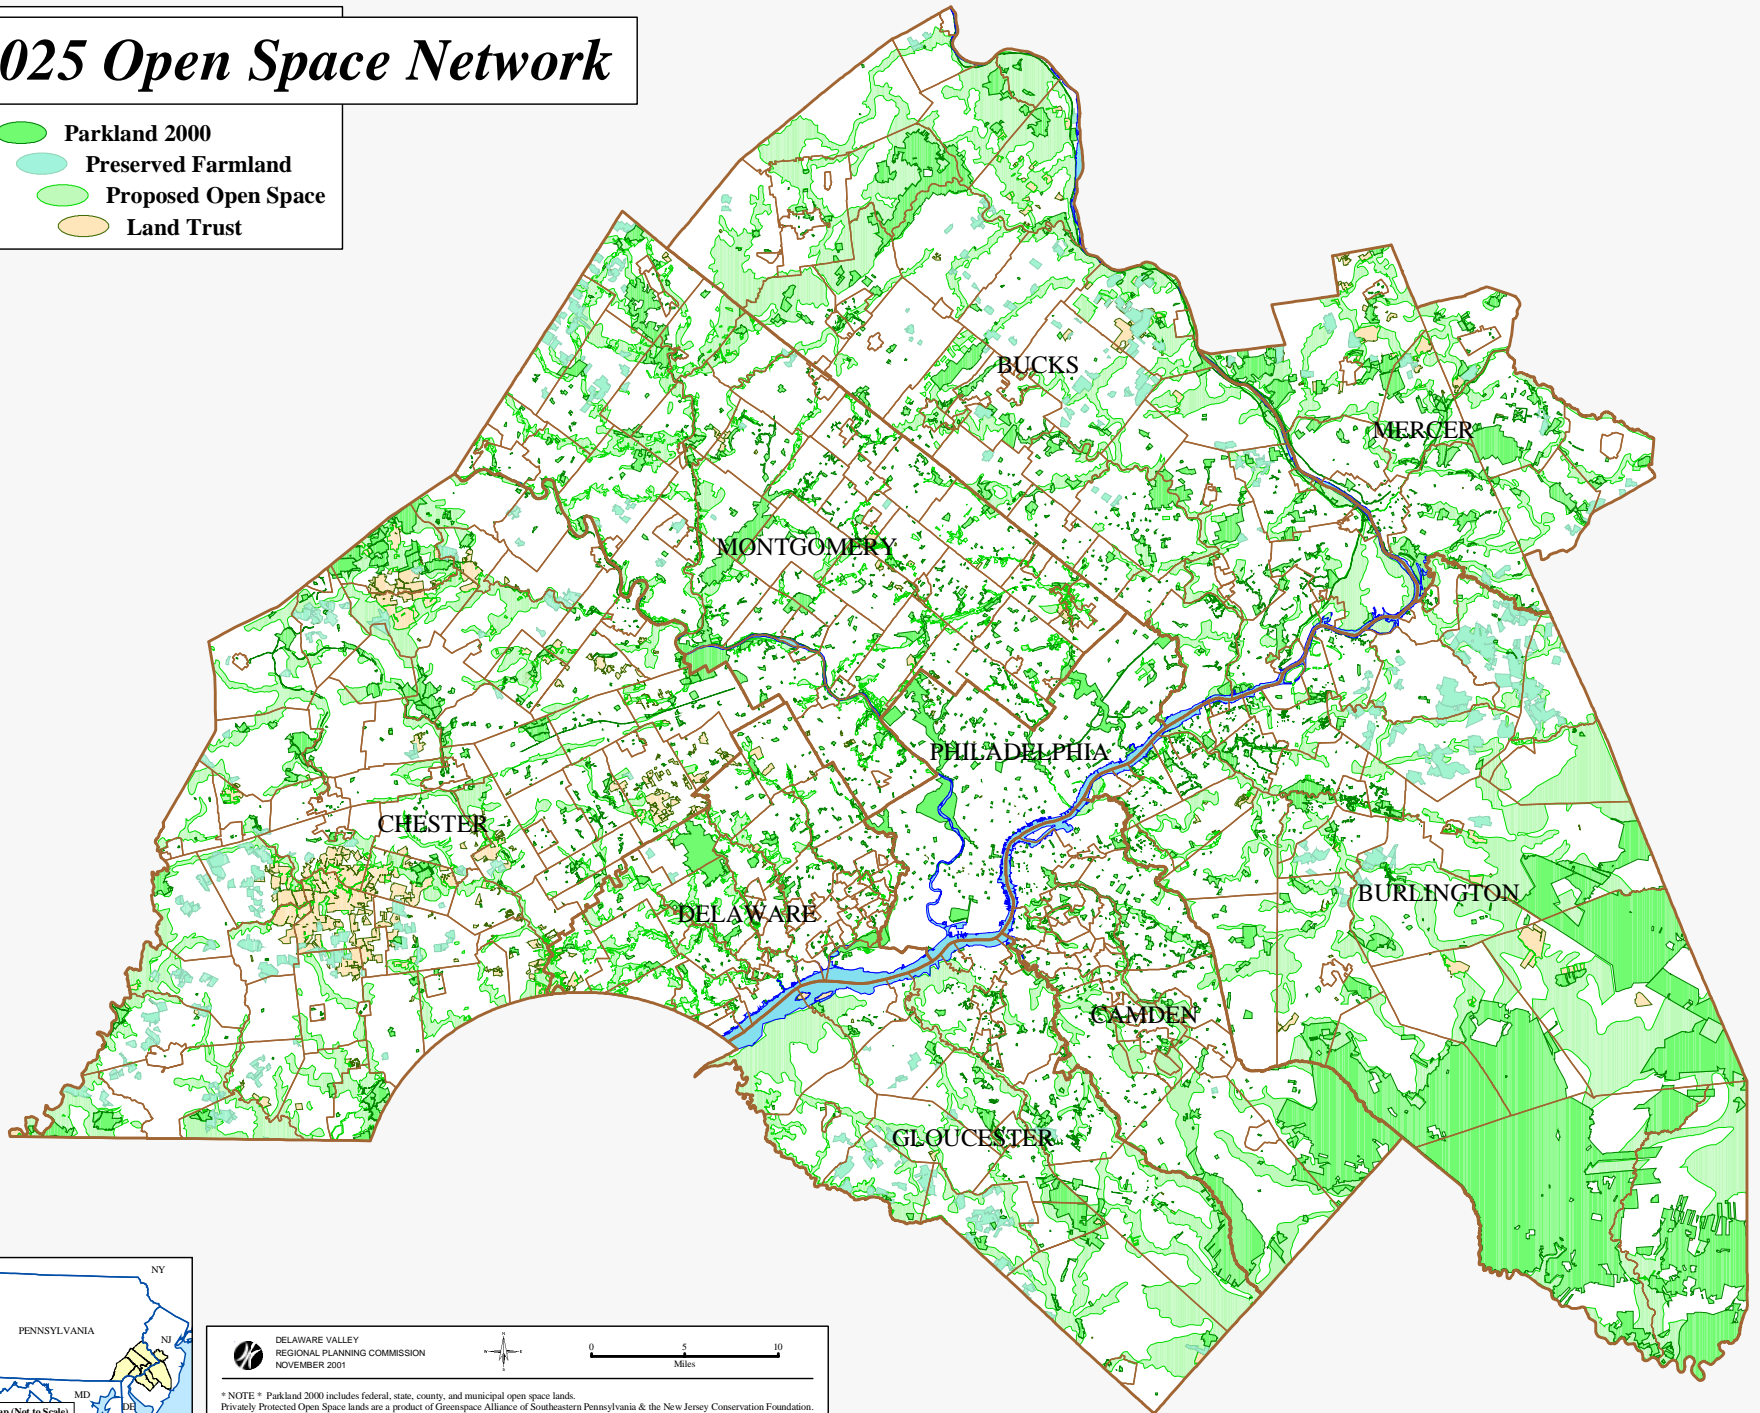 025 Open Space Network
Parkland 2000
Preserved Farmland
Proposed Open Space
Land Trust
BUCKS
MERCER
MONTGOMERY
PHILADELPHIA
CHESTER
BURLINGTON
DELAWARE
CAMDEN
GLOUCESTER
NY
PENNSYLVANIA
NJ
MD
DE
(Not to Scale)
DELAWARE VALLEY
REGIONAL PLANNING COMMISSION
NOVEMBER 2001
N
W E
S
0 5 10
Miles
* NOTE * Parkland 2000 includes federal, state, county, and municipal open space lands.
Privately Protected Open Space lands are a product of Greenspace Alliance of Southeastern Pennsylvania & the New Jersey Conservation Foundation.